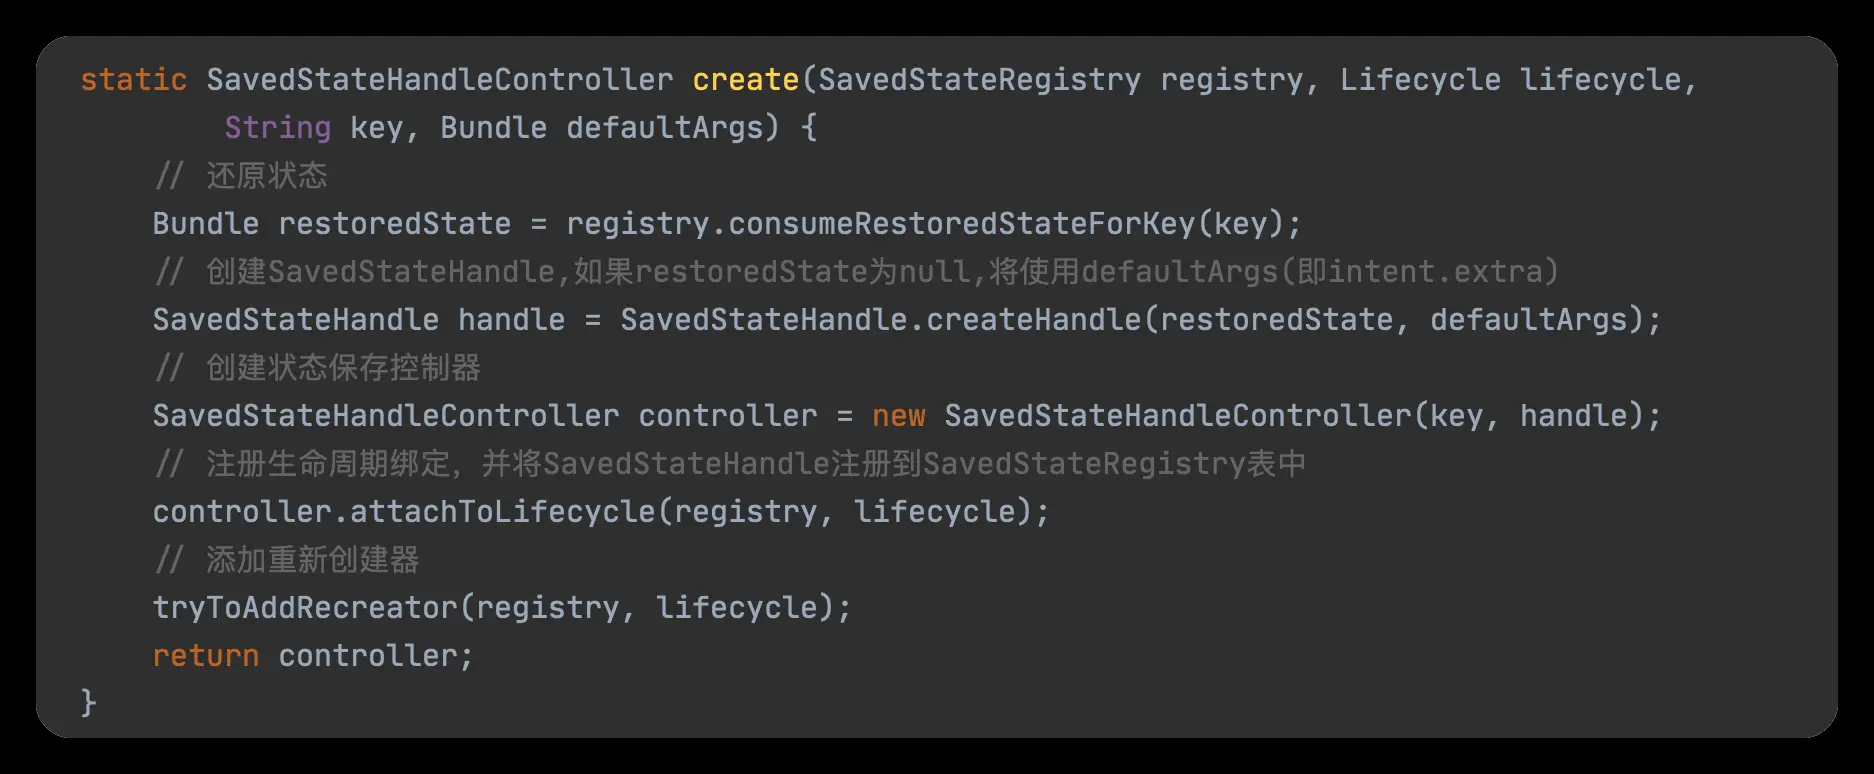 static SavedStateHandleController create(SavedStateRegistry registry, Lifecycle lifecycle,
String key, Bundle defaultArgs) {
// 还原状态
Bundle restoredState = registry.consumeRestoredStateForKey(key);
// 创建SavedStateHandle,如果restoredState为null,将使用defaultArgs(即intent.extra)
SavedStateHandle handle = SavedStateHandle.createHandle(restoredState, defaultArgs);
// 创建状态保存控制器
SavedStateHandleController controller = new SavedStateHandleController(key, handle);
// 注册生命周期绑定，并将SavedStateHandle注册到SavedStateRegistry表中
controller.attachToLifecycle(registry, lifecycle);
// 添加重新创建器
tryToAddRecreator(registry, lifecycle);
return controller;
}